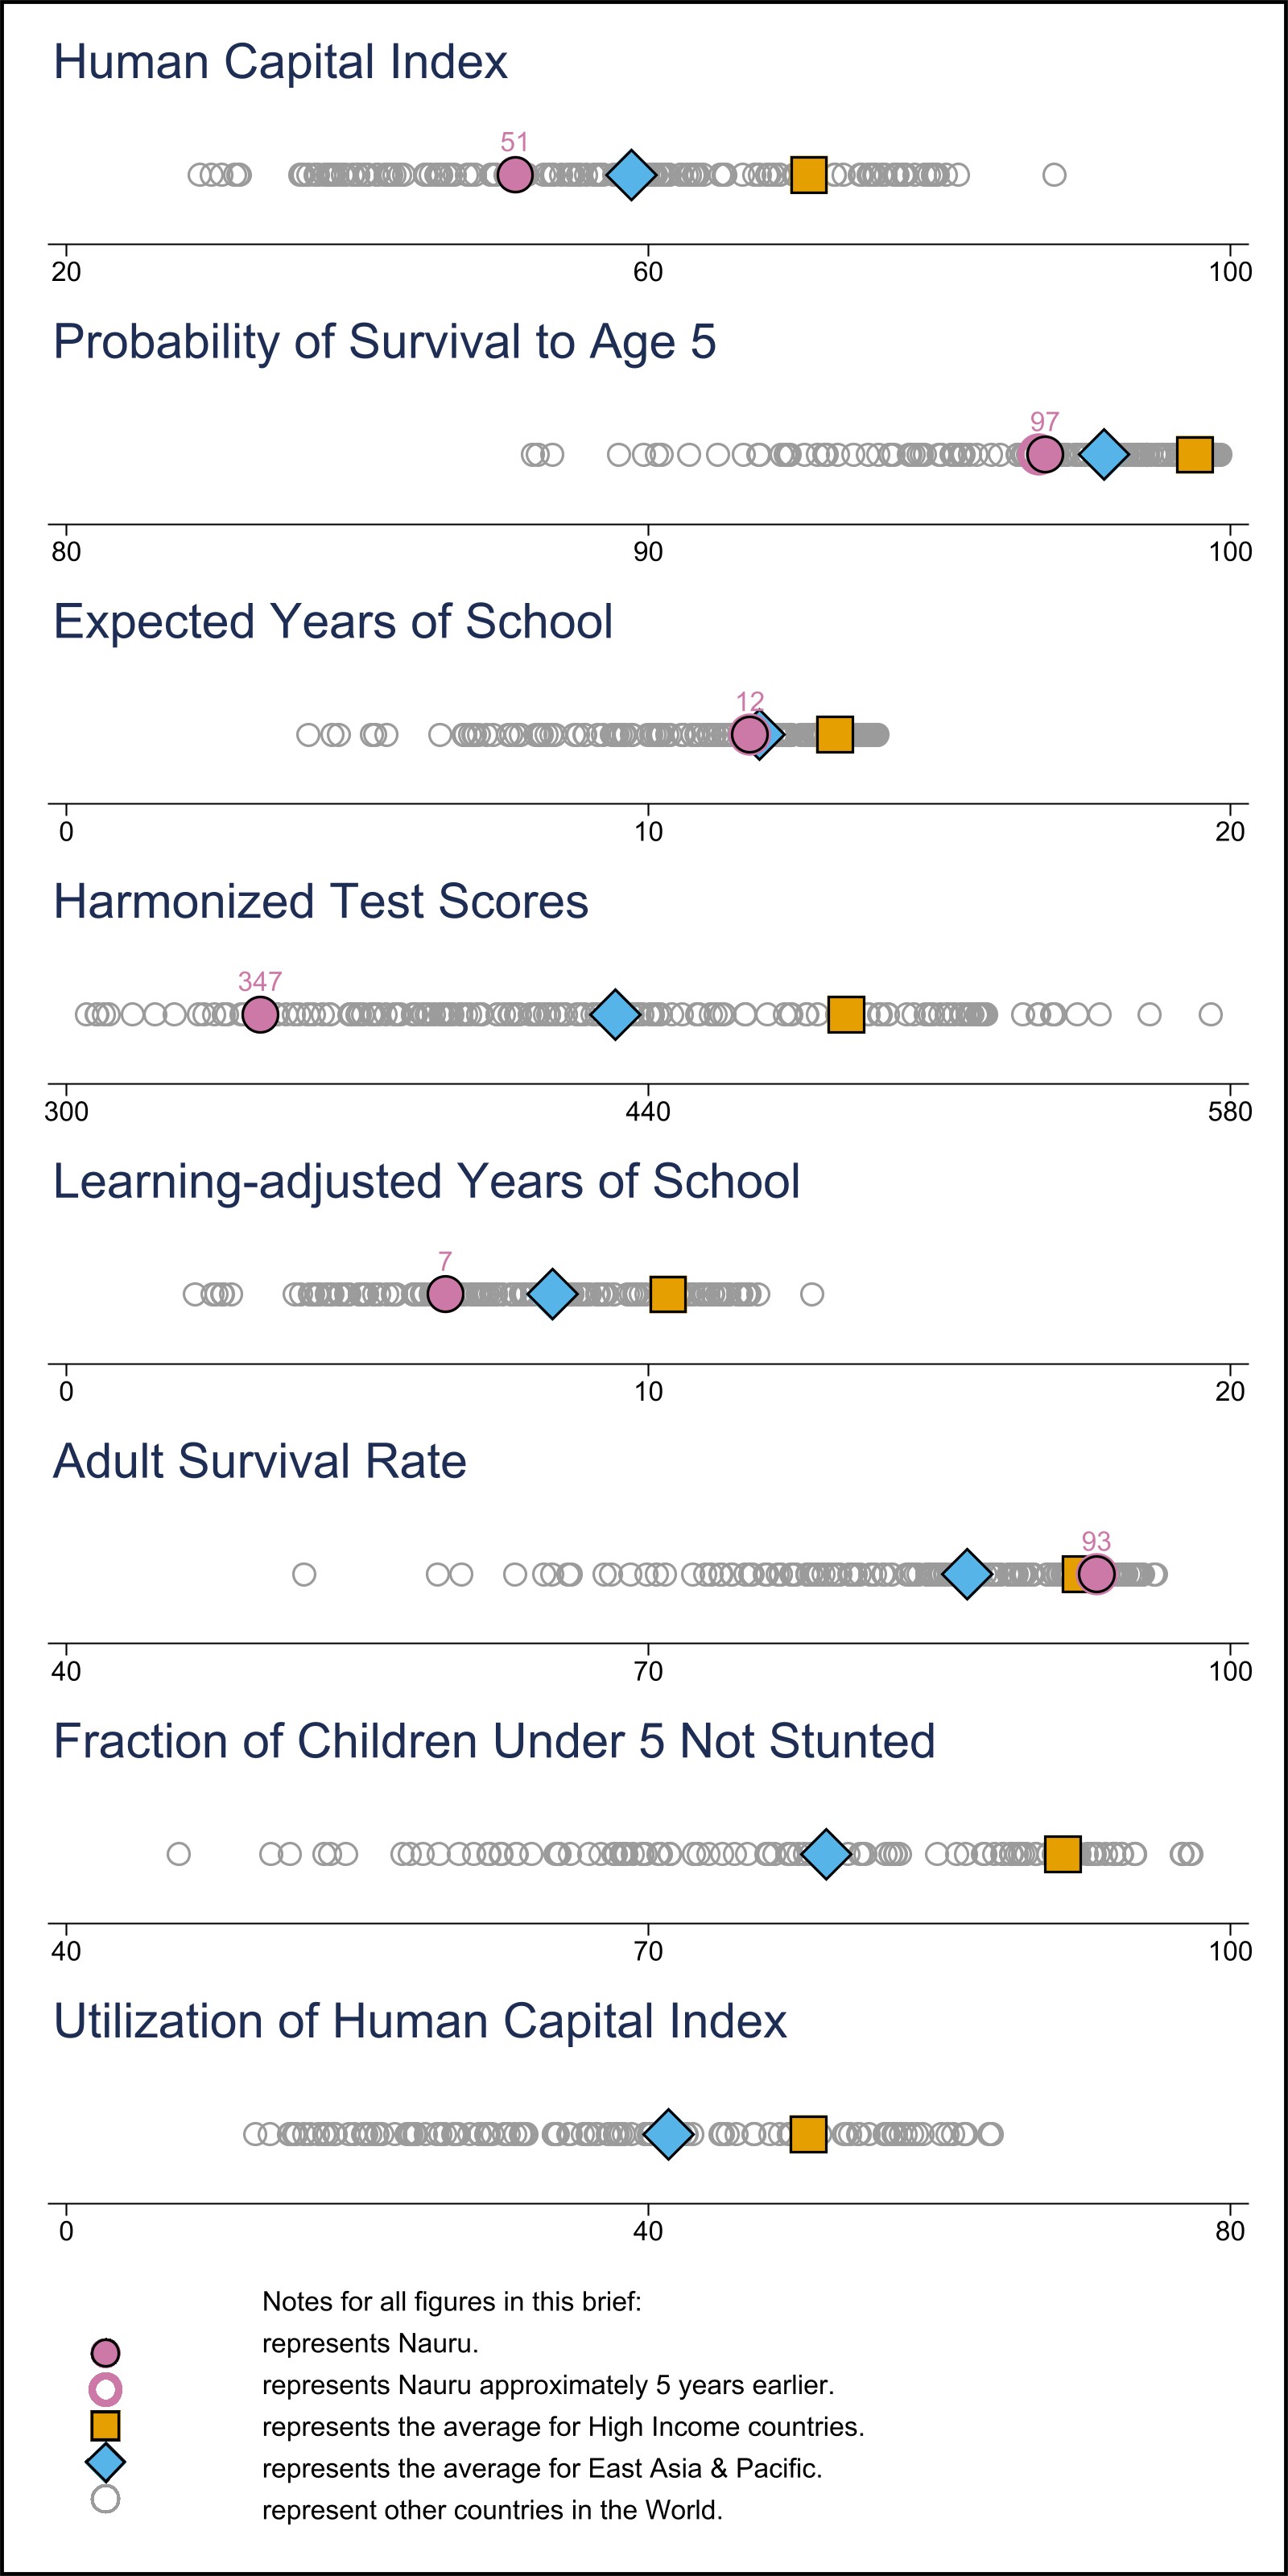 Human Capital Index
51
20 60 100
Probability of Survival to Age 5
97
80 90 100
Expected Years of School
12
0 10 20
Harmonized Test Scores
347
300 440 580
Learning-adjusted Years of School
7
0 10 20
Adult Survival Rate
93
40 70 100
Fraction of Children Under 5 Not Stunted
40 70 100
Utilization of Human Capital Index
0 40 80
Notes for all figures in this brief:
represents Nauru.
represents Nauru approximately 5 years earlier.
represents the average for High Income countries.
represents the average for East Asia & Pacific.
represent other countries in the World.